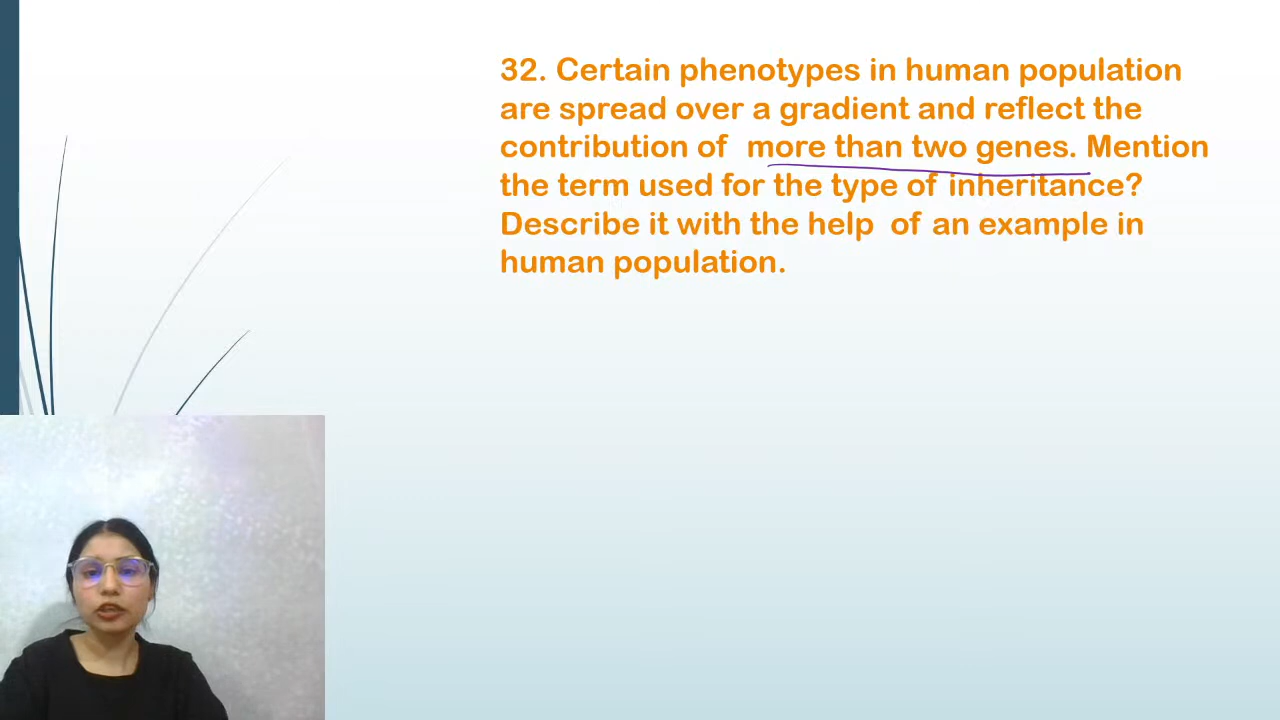 32. Certain phenotypes in human population
are spread over a gradient and reflect the
contribution of more than two genes. Mention
the term used for the type of inheritance?
Describe it with the help of an example in
human population.